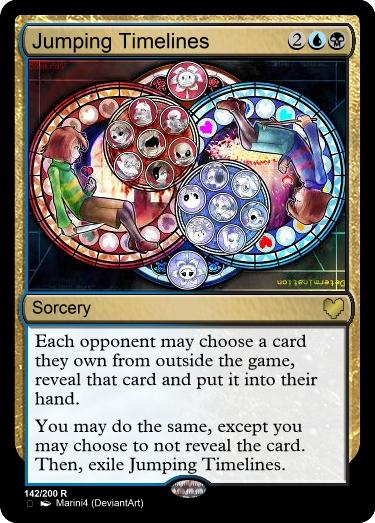 Jumping Timelines 2
Determination
Sorcery
Each opponent may choose a card
they own from outside the game,
reveal that card and put it into their
hand.
You may do the same, except you
may choose to not reveal the card.
Then, exile Jumping Timelines.
142/200 R
Marini4 (DeviantArt)